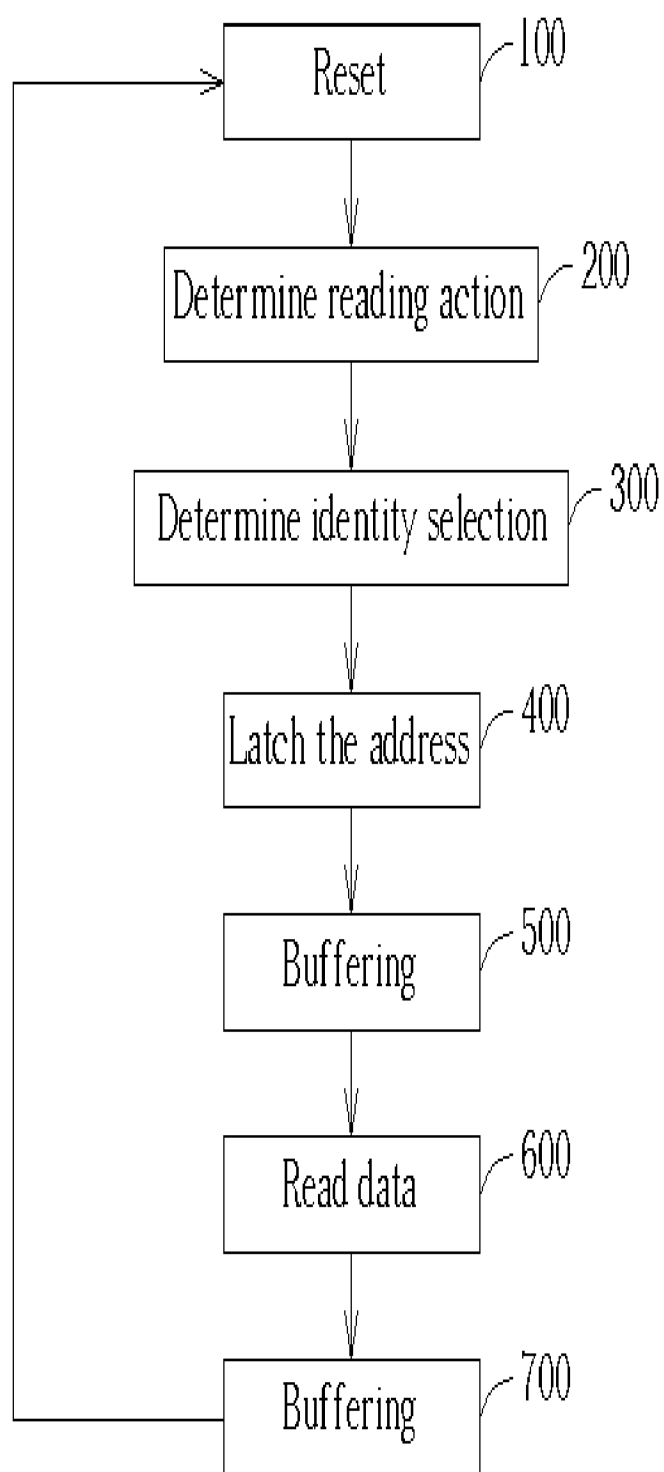 Reset
100
Determine reading action
200
Determine identity selection
300
Latch the address
400
Buffering
500
Read data
600
Buffering
700